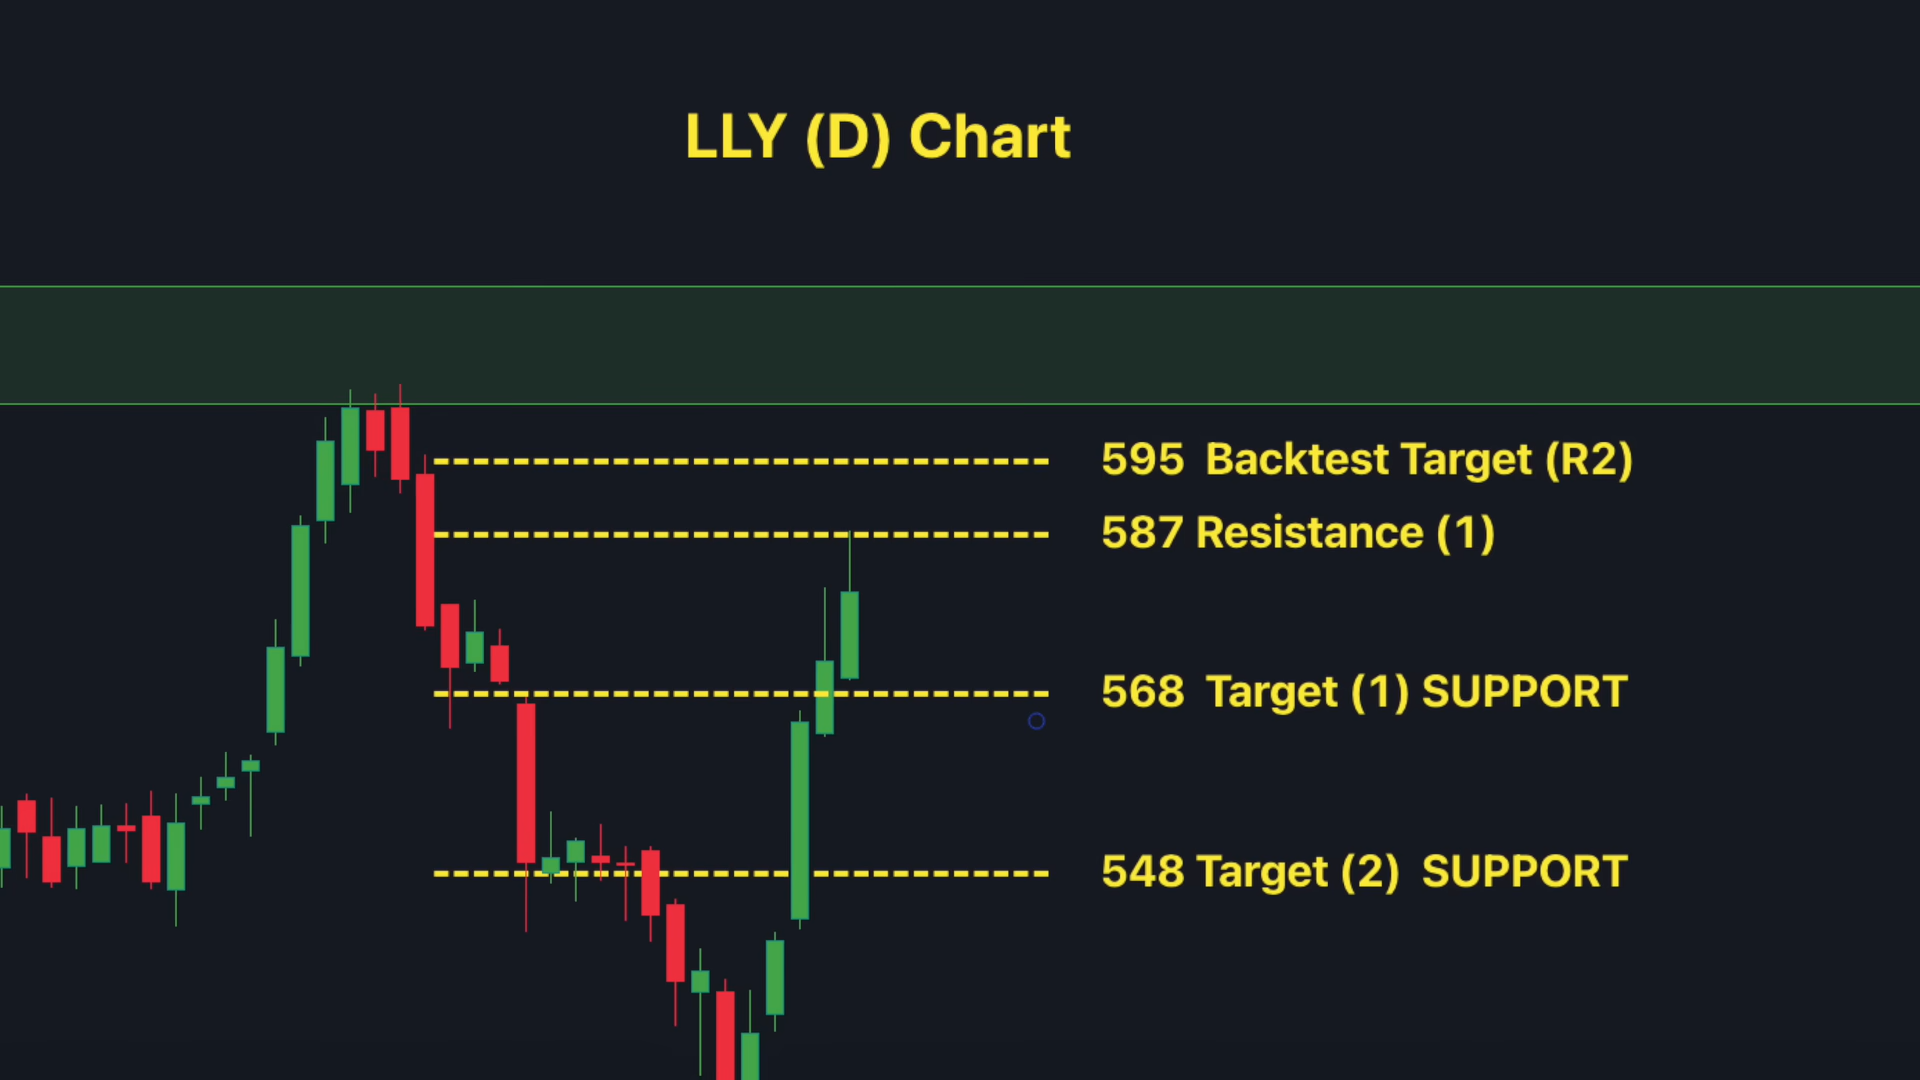 LLY (D) Chart
595 Backtest Target (R2)
587 Resistance (1)
568 Target (1) SUPPORT
548 Target (2) SUPPORT